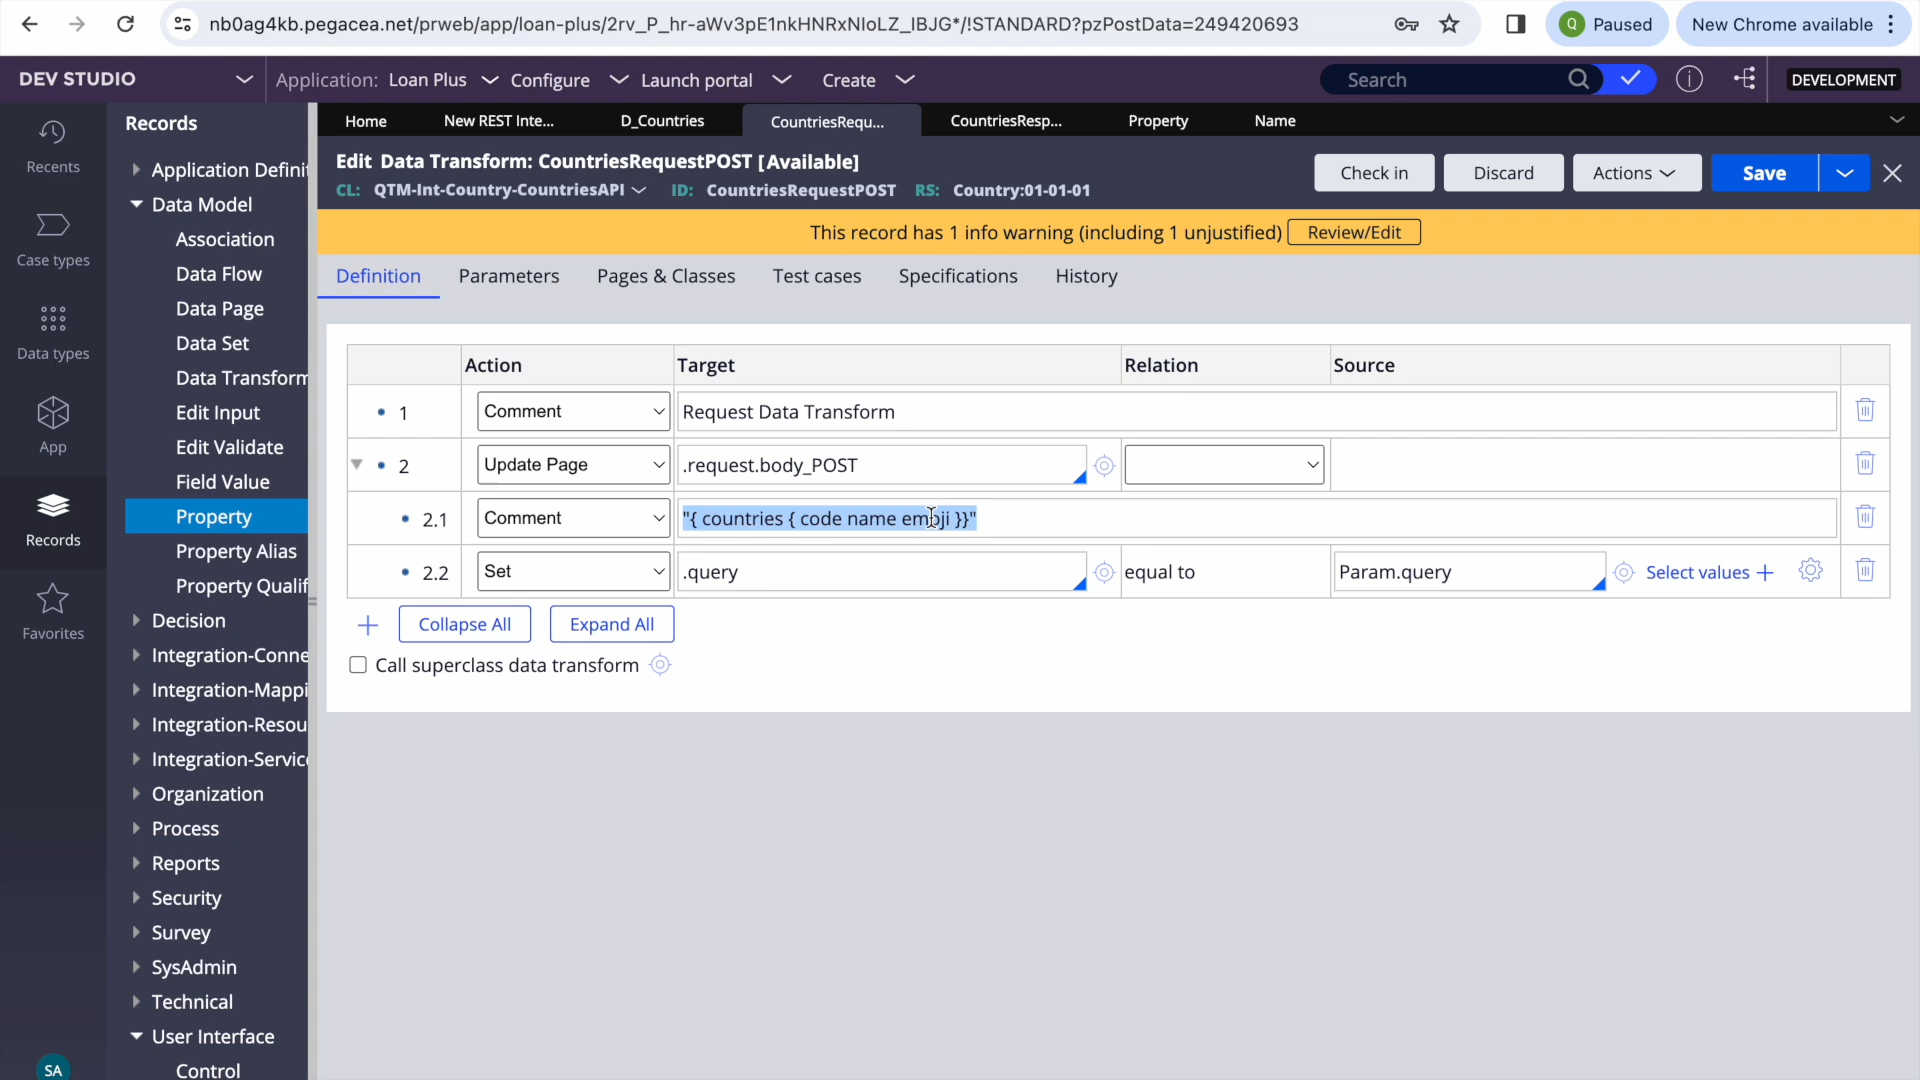 nb0ag4kb.pegacea.net/prweb/app/loan-plus/2rv_P_hr-aWv3pE1nkHNRxNIoLZ_IBJG*/!STANDARD?pzPostData=249420693
Q Paused
New Chrome available
DEV STUDIO
Application: Loan Plus
Configure
Launch portal
Create
Search
DEVELOPMENT
Recents
Case types
Data types
App
Records
Favorites
SA
Records
Application Definit
Data Model
Association
Data Flow
Data Page
Data Set
Data Transform
Edit Input
Edit Validate
Field Value
Property
Property Alias
Property Qualif
Decision
Integration-Conne
Integration-Mappi
Integration-Resou
Integration-Servic
Organization
Process
Reports
Security
Survey
SysAdmin
Technical
User Interface
Control
Home
New REST Inte...
D_Countries
CountriesRequ...
CountriesResp...
Property
Name
Edit Data Transform: CountriesRequestPOST [Available]
CL: QTM-Int-Country-CountriesAPI ID: CountriesRequestPOST RS: Country:01-01-01
Check in
Discard
Actions
Save
This record has 1 info warning (including 1 unjustified) Review/Edit
Definition
Parameters
Pages & Classes
Test cases
Specifications
History
Action Target Relation Source
1 Comment Request Data Transform
2 Update Page .request.body_POST
2.1 Comment "{ countries { code name emoji }}"
2.2 Set .query equal to Param.query Select values
Collapse All
Expand All
Call superclass data transform